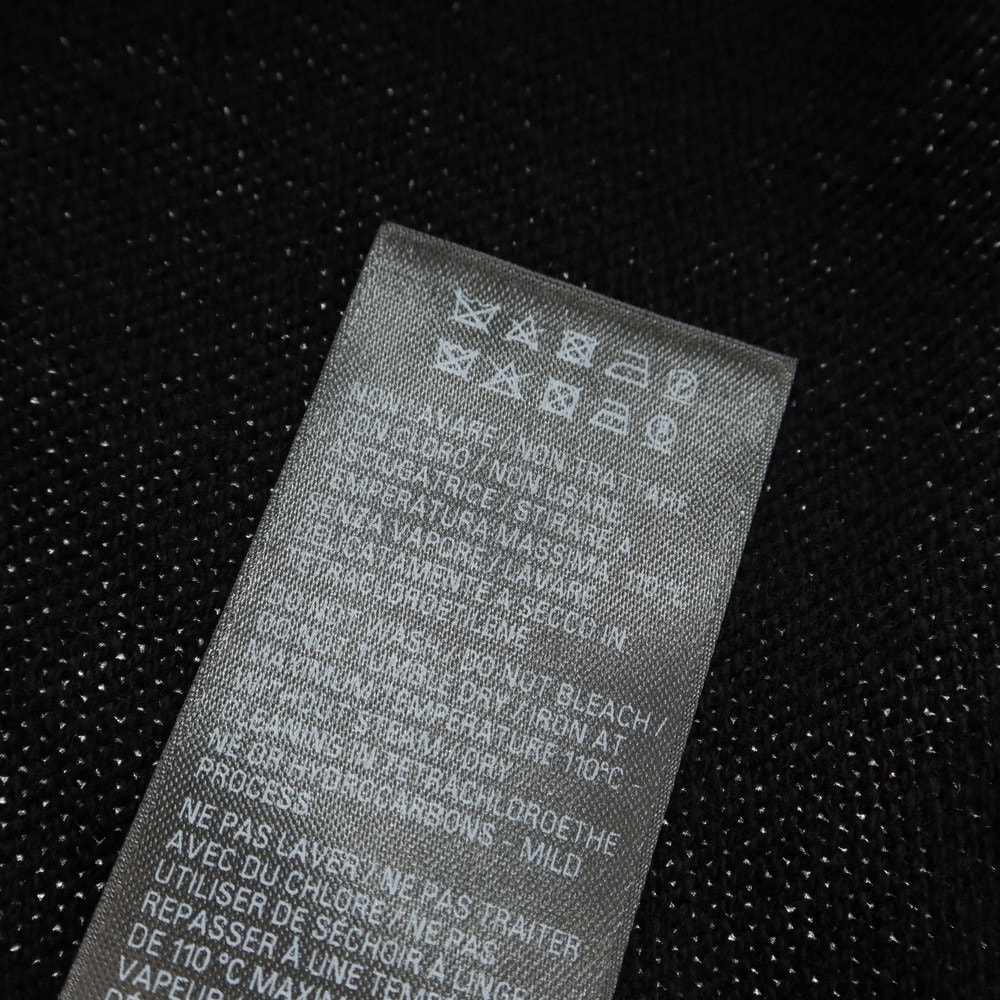 NON LAVARE / NON TRATTARE
CON CLORO / NON USARE
ASCIUGATRICE / STIRARE A
TEMPERATURA MASSIMA 110°C
SENZA VAPORE / LAVARE
DELICATAMENTE A SECCO IN
TETRACLOROETILENE
DO NOT WASH / DO NOT BLEACH /
DO NOT TUMBLE DRY / IRON AT
MAXIMUM TEMPERATURE 110°C -
WITHOUT STEAM / DRY
CLEANING IN TETRACHLOROETHE
NE OR HYDROCARBONS - MILD
PROCESS
NE PAS LAVER / NE PAS TRAITER
AVEC DU CHLORE / NE PAS
UTILISER DE SÉCHOIR À LINGE
REPASSER À UNE TEMP
DE 110 °C MAXIM
VAPEUR